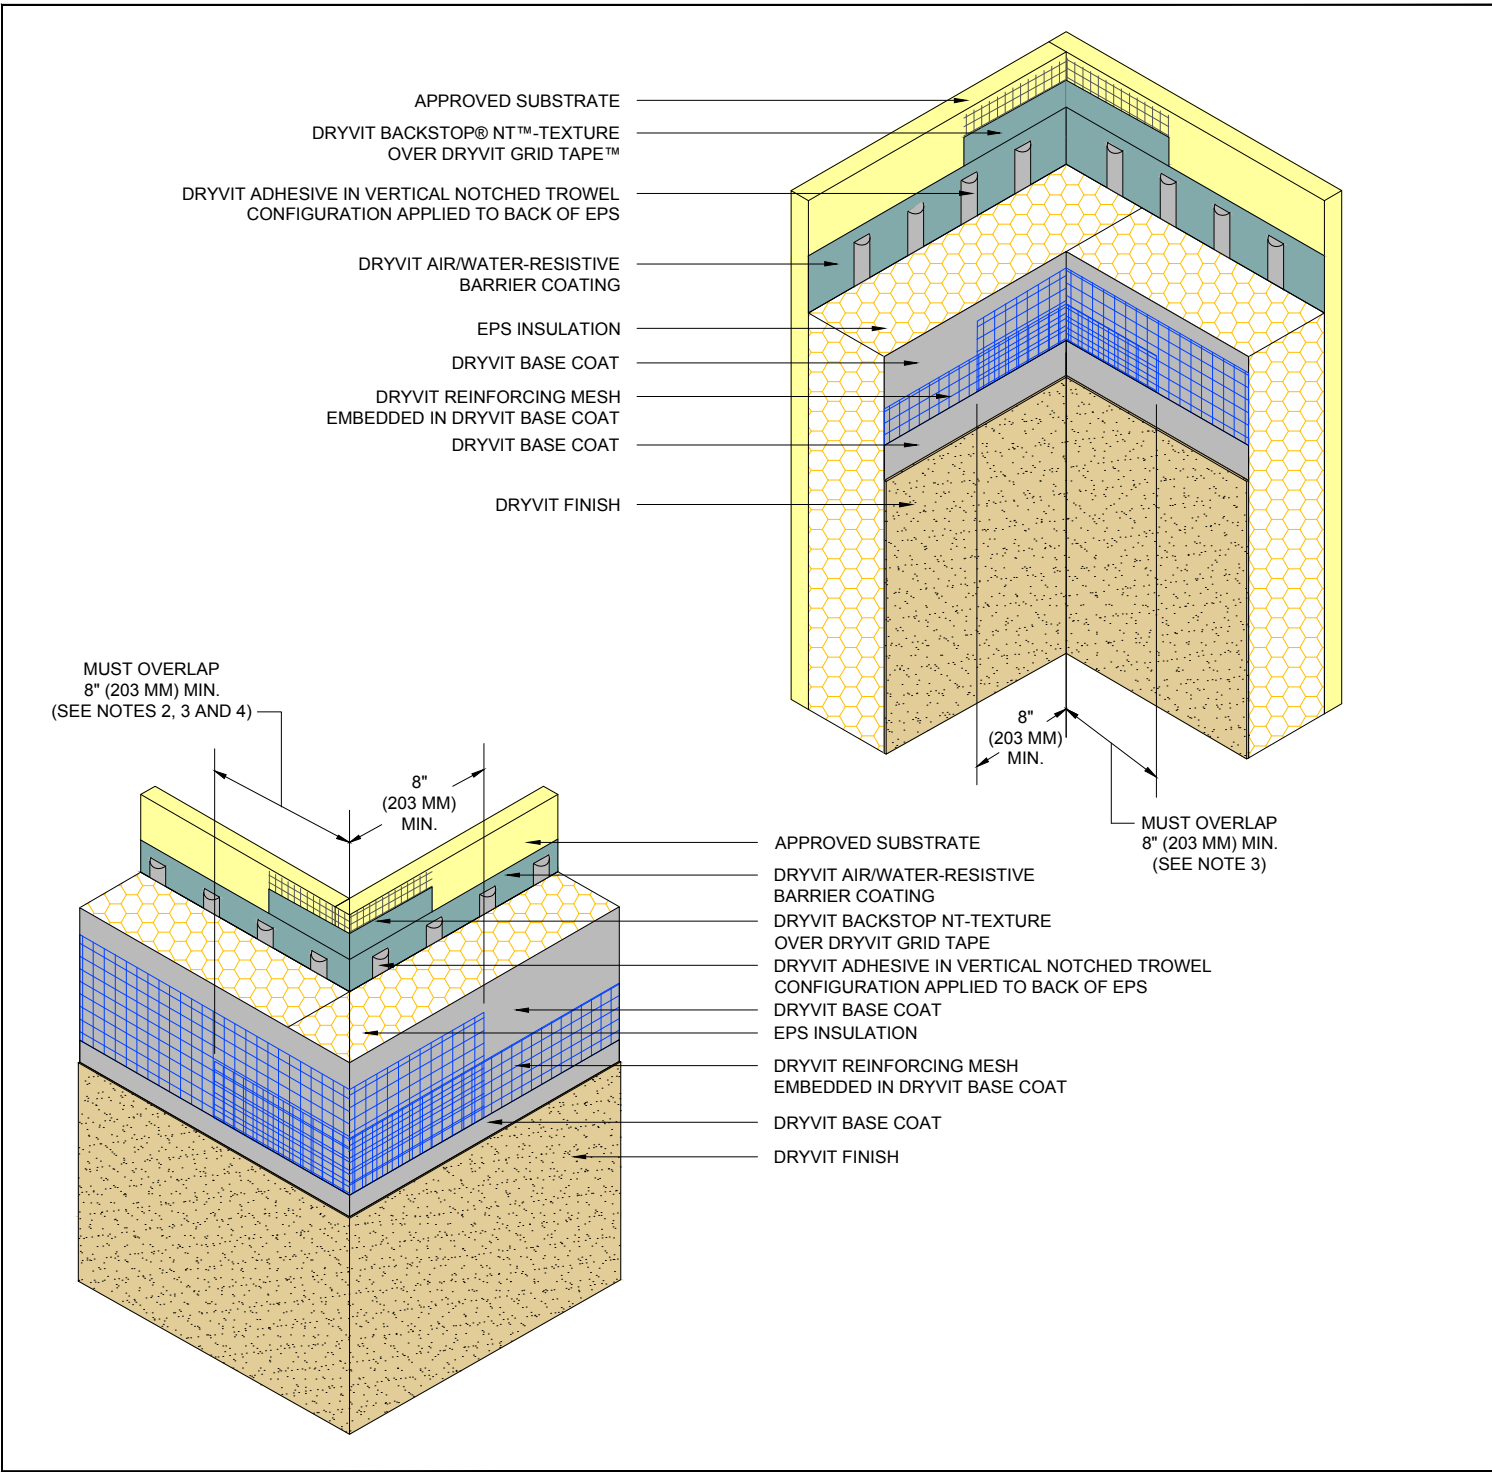 APPROVED SUBSTRATE
DRYVIT BACKSTOP® NT™-TEXTURE
OVER DRYVIT GRID TAPE™
DRYVIT ADHESIVE IN VERTICAL NOTCHED TROWEL
CONFIGURATION APPLIED TO BACK OF EPS
DRYVIT AIR/WATER-RESISTIVE
BARRIER COATING
EPS INSULATION
DRYVIT BASE COAT
DRYVIT REINFORCING MESH
EMBEDDED IN DRYVIT BASE COAT
DRYVIT BASE COAT
DRYVIT FINISH
8"
(203 MM)
MIN.
MUST OVERLAP
8" (203 MM) MIN.
(SEE NOTE 3)
MUST OVERLAP
8" (203 MM) MIN.
(SEE NOTES 2, 3 AND 4)
8"
(203 MM)
MIN.
APPROVED SUBSTRATE
DRYVIT AIR/WATER-RESISTIVE
BARRIER COATING
DRYVIT BACKSTOP NT-TEXTURE
OVER DRYVIT GRID TAPE
DRYVIT ADHESIVE IN VERTICAL NOTCHED TROWEL
CONFIGURATION APPLIED TO BACK OF EPS
DRYVIT BASE COAT
EPS INSULATION
DRYVIT REINFORCING MESH
EMBEDDED IN DRYVIT BASE COAT
DRYVIT BASE COAT
DRYVIT FINISH